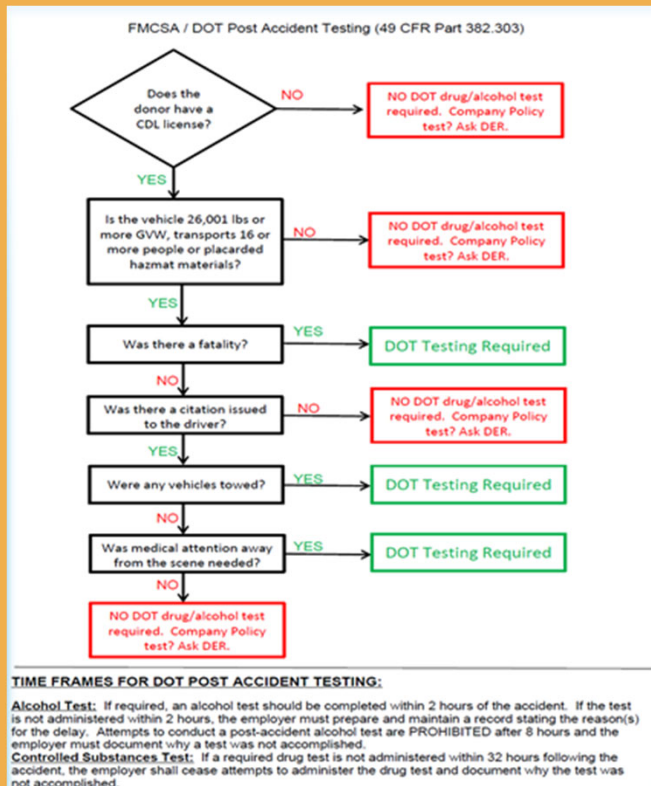 FMCSA / DOT Post Accident Testing (49 CFR Part 382.303)
Does the
donor have a
CDL license?
NO
NO DOT drug/alcohol test
required. Company Policy
test? Ask DER.
YES
Is the vehicle 26,001 lbs or
more GVW, transports 16 or
more people or placarded
hazmat materials?
NO
NO DOT drug/alcohol test
required. Company Policy
test? Ask DER.
YES
Was there a fatality?
YES
DOT Testing Required
NO
Was there a citation issued
to the driver?
NO
NO DOT drug/alcohol test
required. Company Policy
test? Ask DER.
YES
Were any vehicles towed?
YES
DOT Testing Required
NO
Was medical attention away
from the scene needed?
YES
DOT Testing Required
NO
NO DOT drug/alcohol test
required. Company Policy
test? Ask DER.
TIME FRAMES FOR DOT POST ACCIDENT TESTING:
Alcohol Test: If required, an alcohol test should be completed within 2 hours of the accident. If the test
is not administered within 2 hours, the employer must prepare and maintain a record stating the reason(s)
for the delay. Attempts to conduct a post-accident alcohol test are PROHIBITED after 8 hours and the
employer must document why a test was not accomplished.
Controlled Substances Test: If a required drug test is not administered within 32 hours following the
accident, the employer shall cease attempts to administer the drug test and document why the test was
not accomplished.